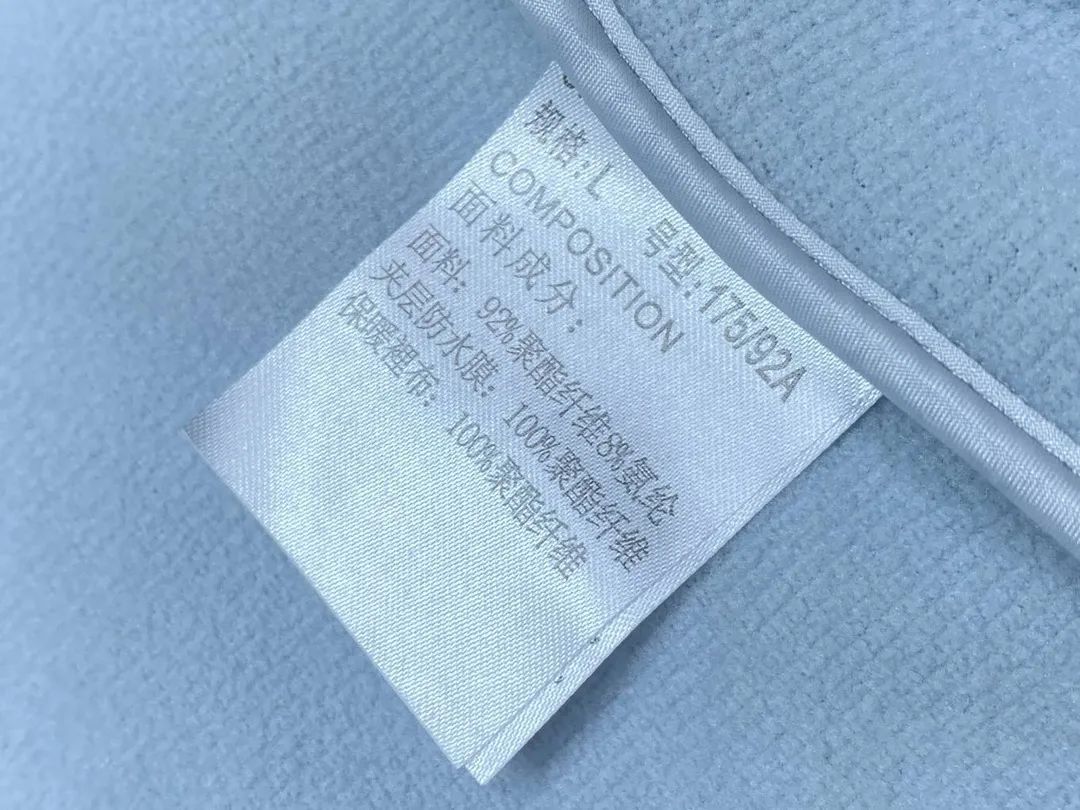 规格:L 号型:175/92A
COMPOSITION
面料成分:
面料:92%聚酯纤维8%氨纶
夹层防水膜:100%聚酯纤维
保暖裡布:100%聚酯纤维